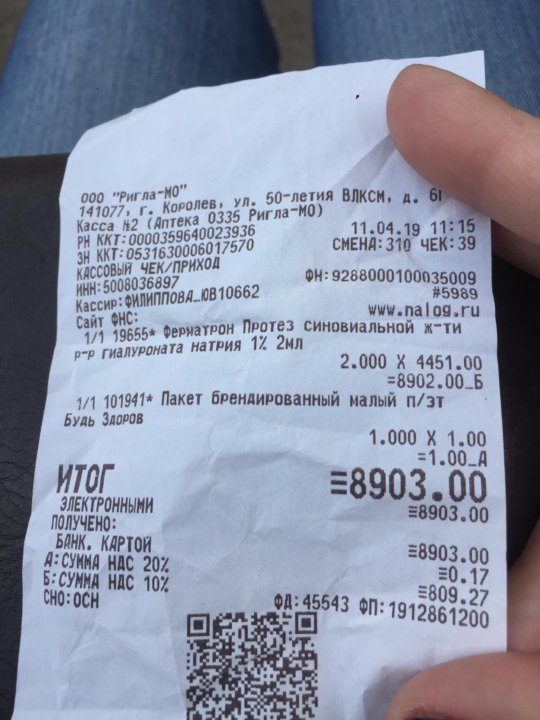 ООО "Ригла-МО"
141077, г. Королев, ул. 50-летия ВЛКСМ, д. 6Г
Касса №2 (Аптека 0335 Ригла-МО)
РН ККТ:0000359640023936 11.04.19 11:15
ЗН ККТ:0531630006017570 СМЕНА:310 ЧЕК:39
КАССОВЫЙ ЧЕК/ПРИХОД
ИНН:5008036897 ФН:9288000100035009
Кассир:ФИЛИППОВА_ЮВ10662 #5989
Сайт ФНС: www.nalog.ru
1/1 19655* Ферматрон Протез синовиальной ж-ти
р-р гиалуроната натрия 1% 2мл
2.000 X 4451.00
=8902.00_Б
1/1 101941* Пакет брендированный малый п/эт
Будь Здоров
1.000 X 1.00
=1.00_А
ИТОГ ≡8903.00
ЭЛЕКТРОННЫМИ ≡8903.00
ПОЛУЧЕНО:
БАНК. КАРТОЙ ≡8903.00
А:СУММА НДС 20% ≡0.17
Б:СУММА НДС 10% ≡809.27
СНО:ОСН ФД:45543 ФП:1912861200